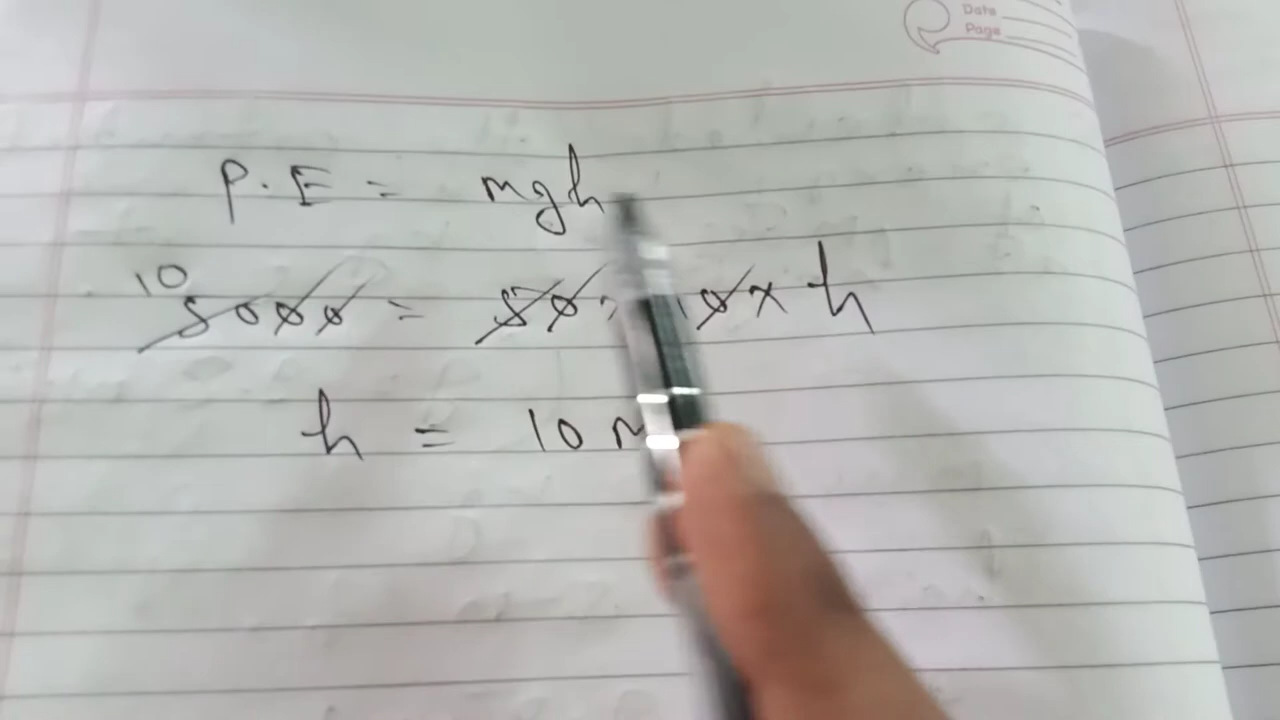 Date
Page
P.E = mgh
10
5000 = 50 × 10 × h
h = 10 m